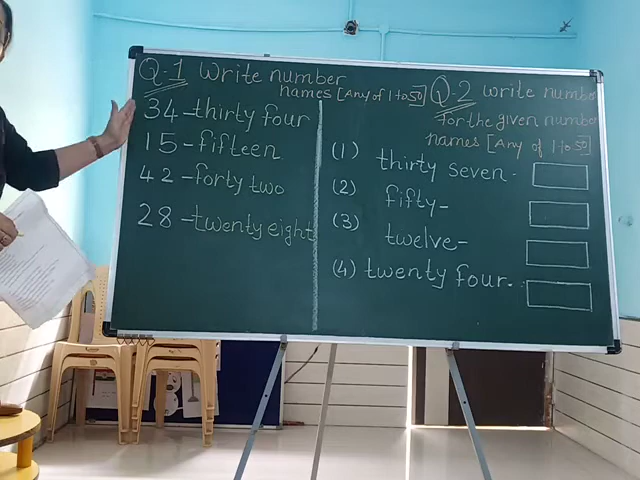 Q-1 Write number
names [Any of 1 to 50]
34-thirty four
15-fifteen
42-forty two
28-twenty eight
Q-2 write number
for the given number
names [Any of 1 to 50]
(1) thirty seven-
(2) fifty-
(3) twelve-
(4) twenty four-